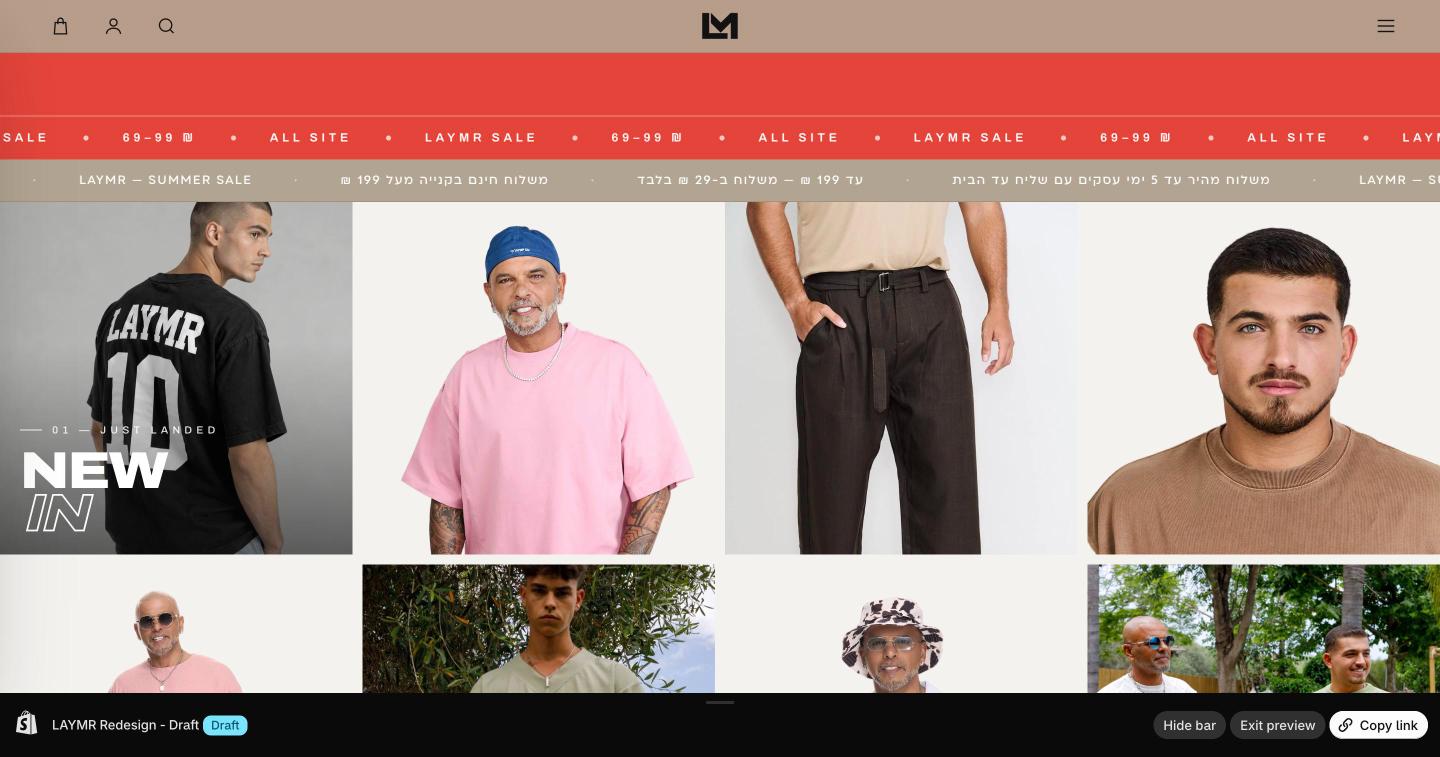 SALE • 69–99 ₪ • ALL SITE • LAYMR SALE • 69–99 ₪ • ALL SITE • LAYMR SALE • 69–99 ₪ • ALL SITE • LAYM
· LAYMR — SUMMER SALE · משלוח חינם בקנייה מעל 199 ₪ · עד 199 ₪ — משלוח ב-29 ₪ בלבד · משלוח מהיר עד 5 ימי עסקים עם שליח עד הבית · LAYMR — SU
LAYMR
10
01 — JUST LANDED
NEW
IN
LAYMR Redesign - Draft Draft
Hide bar
Exit preview
Copy link